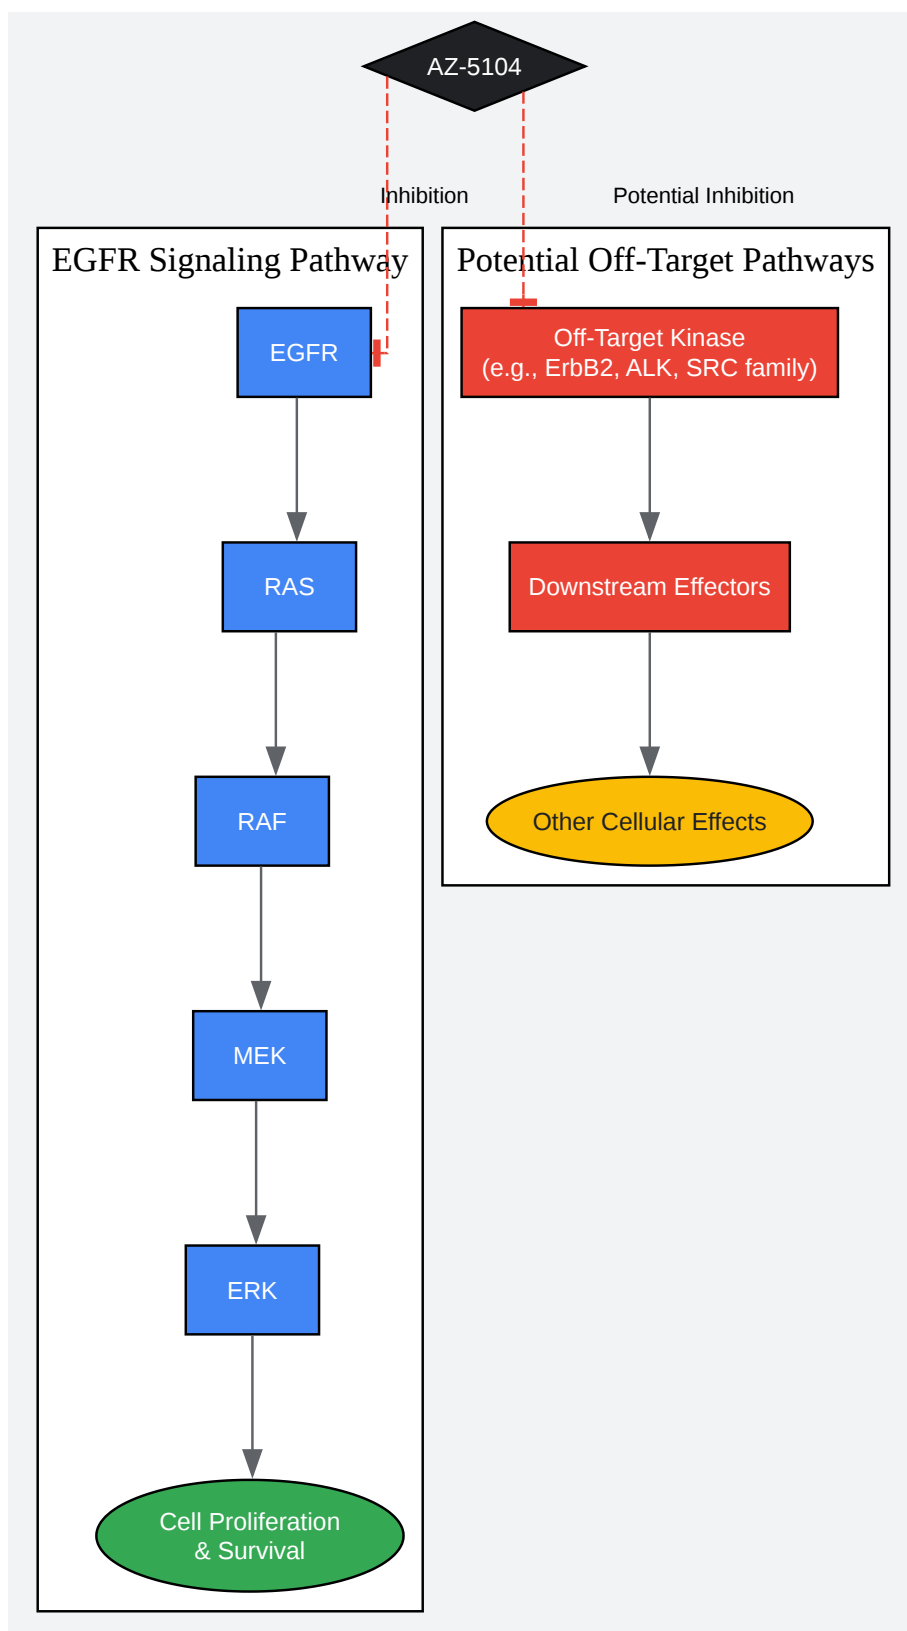 AZ-5104
Inhibition
Potential Inhibition
EGFR Signaling Pathway
EGFR
RAS
RAF
MEK
ERK
Cell Proliferation
& Survival
Potential Off-Target Pathways
Off-Target Kinase
(e.g., ErbB2, ALK, SRC family)
Downstream Effectors
Other Cellular Effects